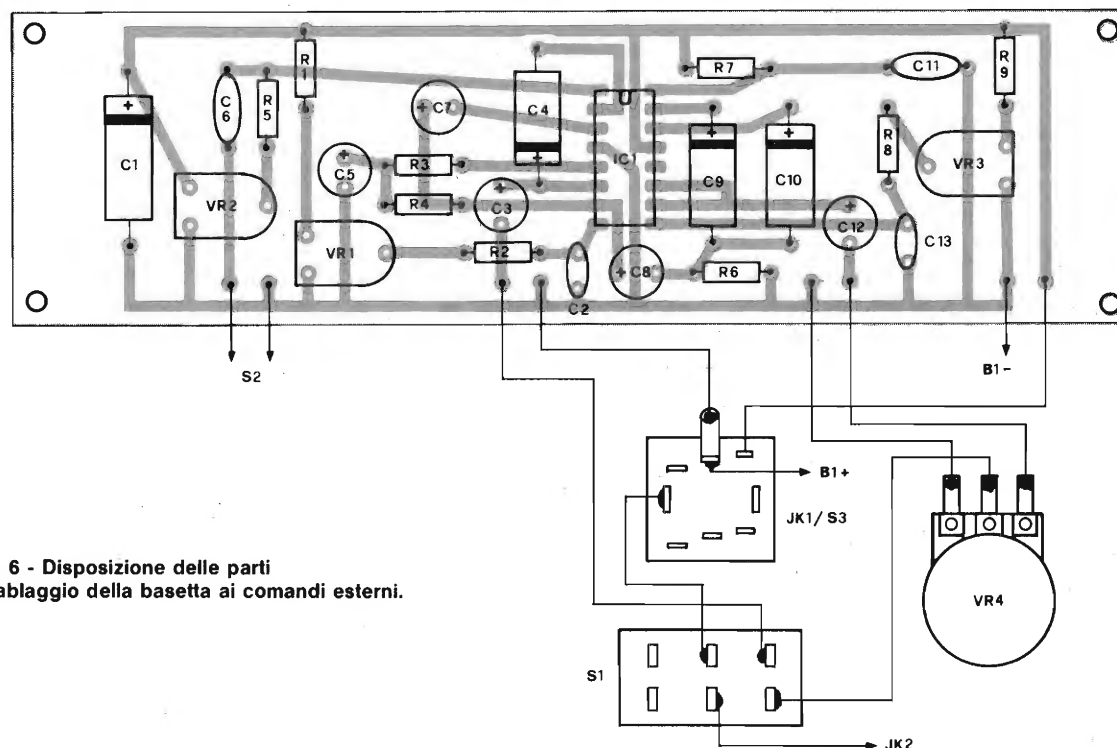 R1
R7
C11
R9
C6
R5
C7
C4
C1
IC1
R8
VR3
C5
R3
C9
C10
VR2
R4
C3
C12
C13
VR1
R2
C8
R6
C2
S2
B1-
B1+
JK1/S3
6 - Disposizione delle parti
ablaggio della basetta ai comandi esterni.
VR4
S1
JK2